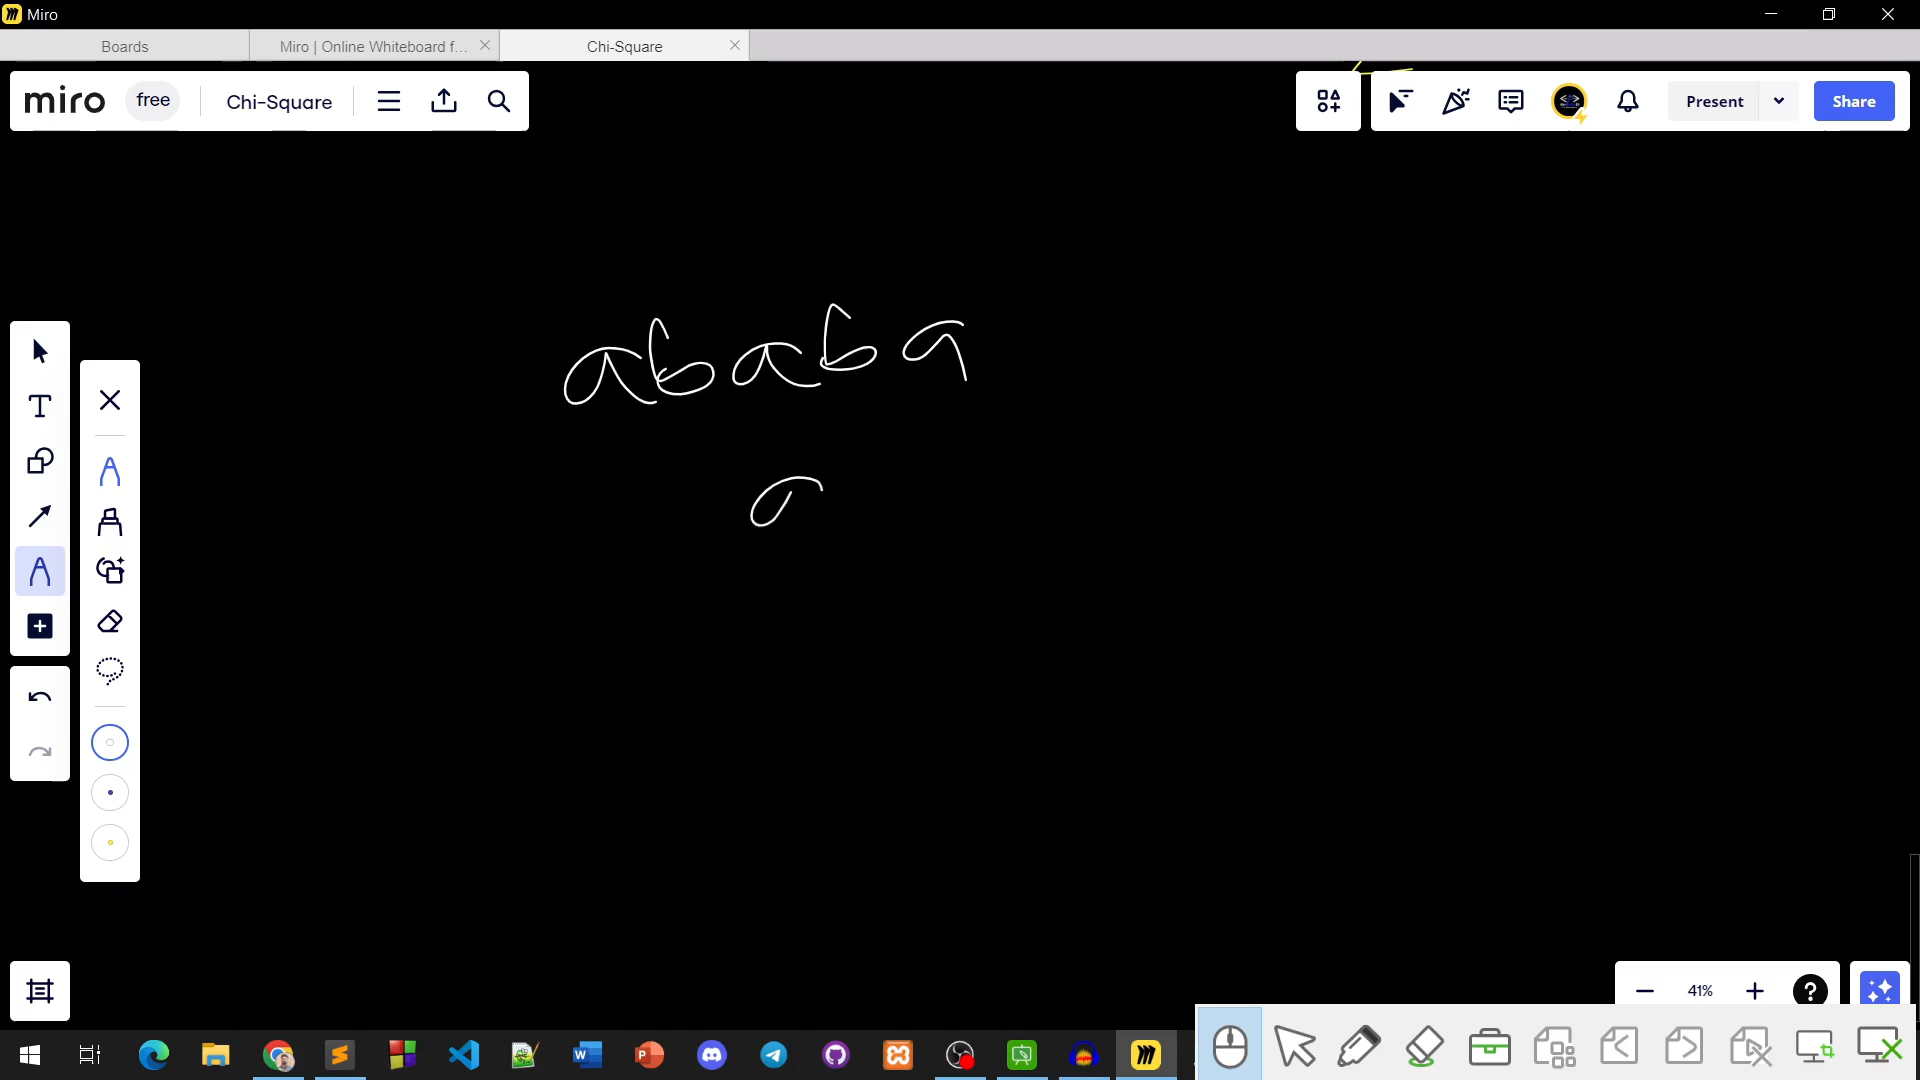 Miro
Boards
Miro | Online Whiteboard f...
Chi-Square
miro
free
Chi-Square
Present
Share
ababa
41%